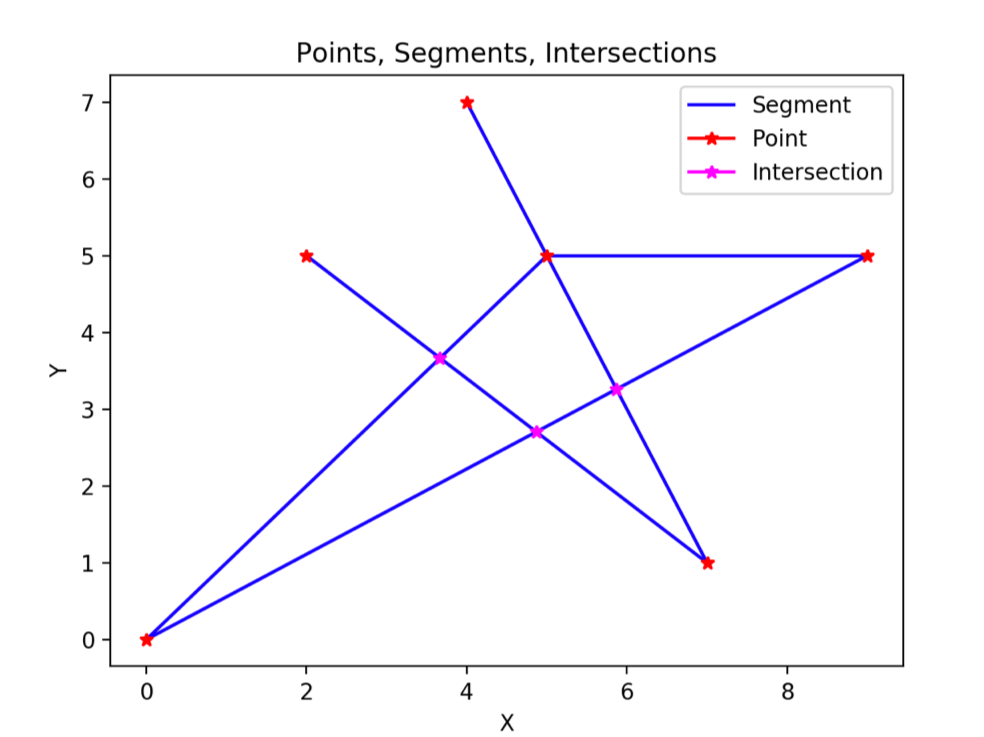 Points, Segments, Intersections
Segment
Point
Intersection
7
6
5
4
3
2
1
0
Y
0 2 4 6 8
X